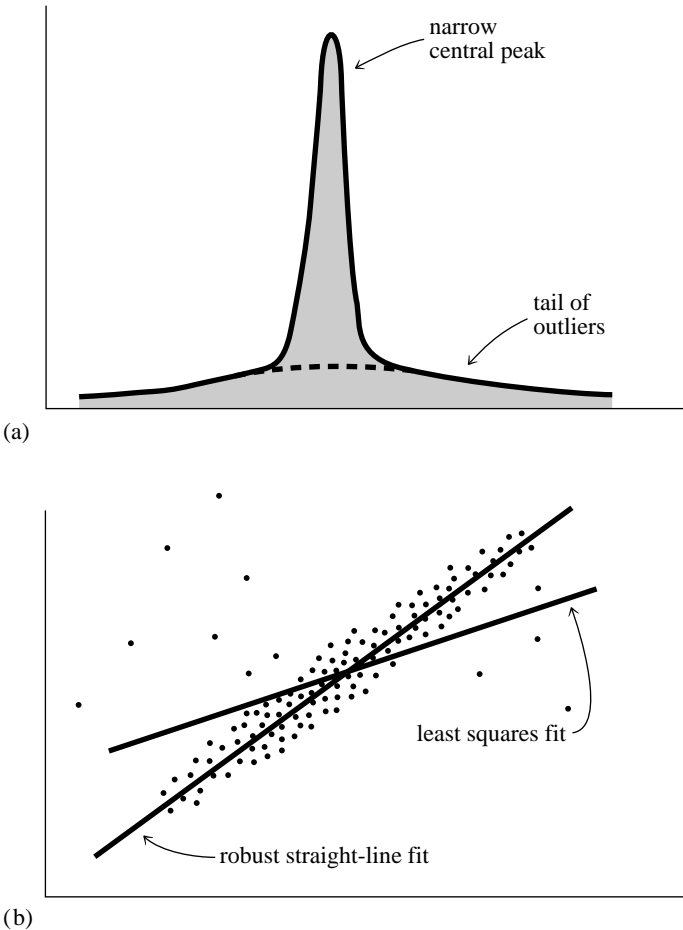 narrow
central peak
tail of
outliers
(a)
least squares fit
robust straight-line fit
(b)